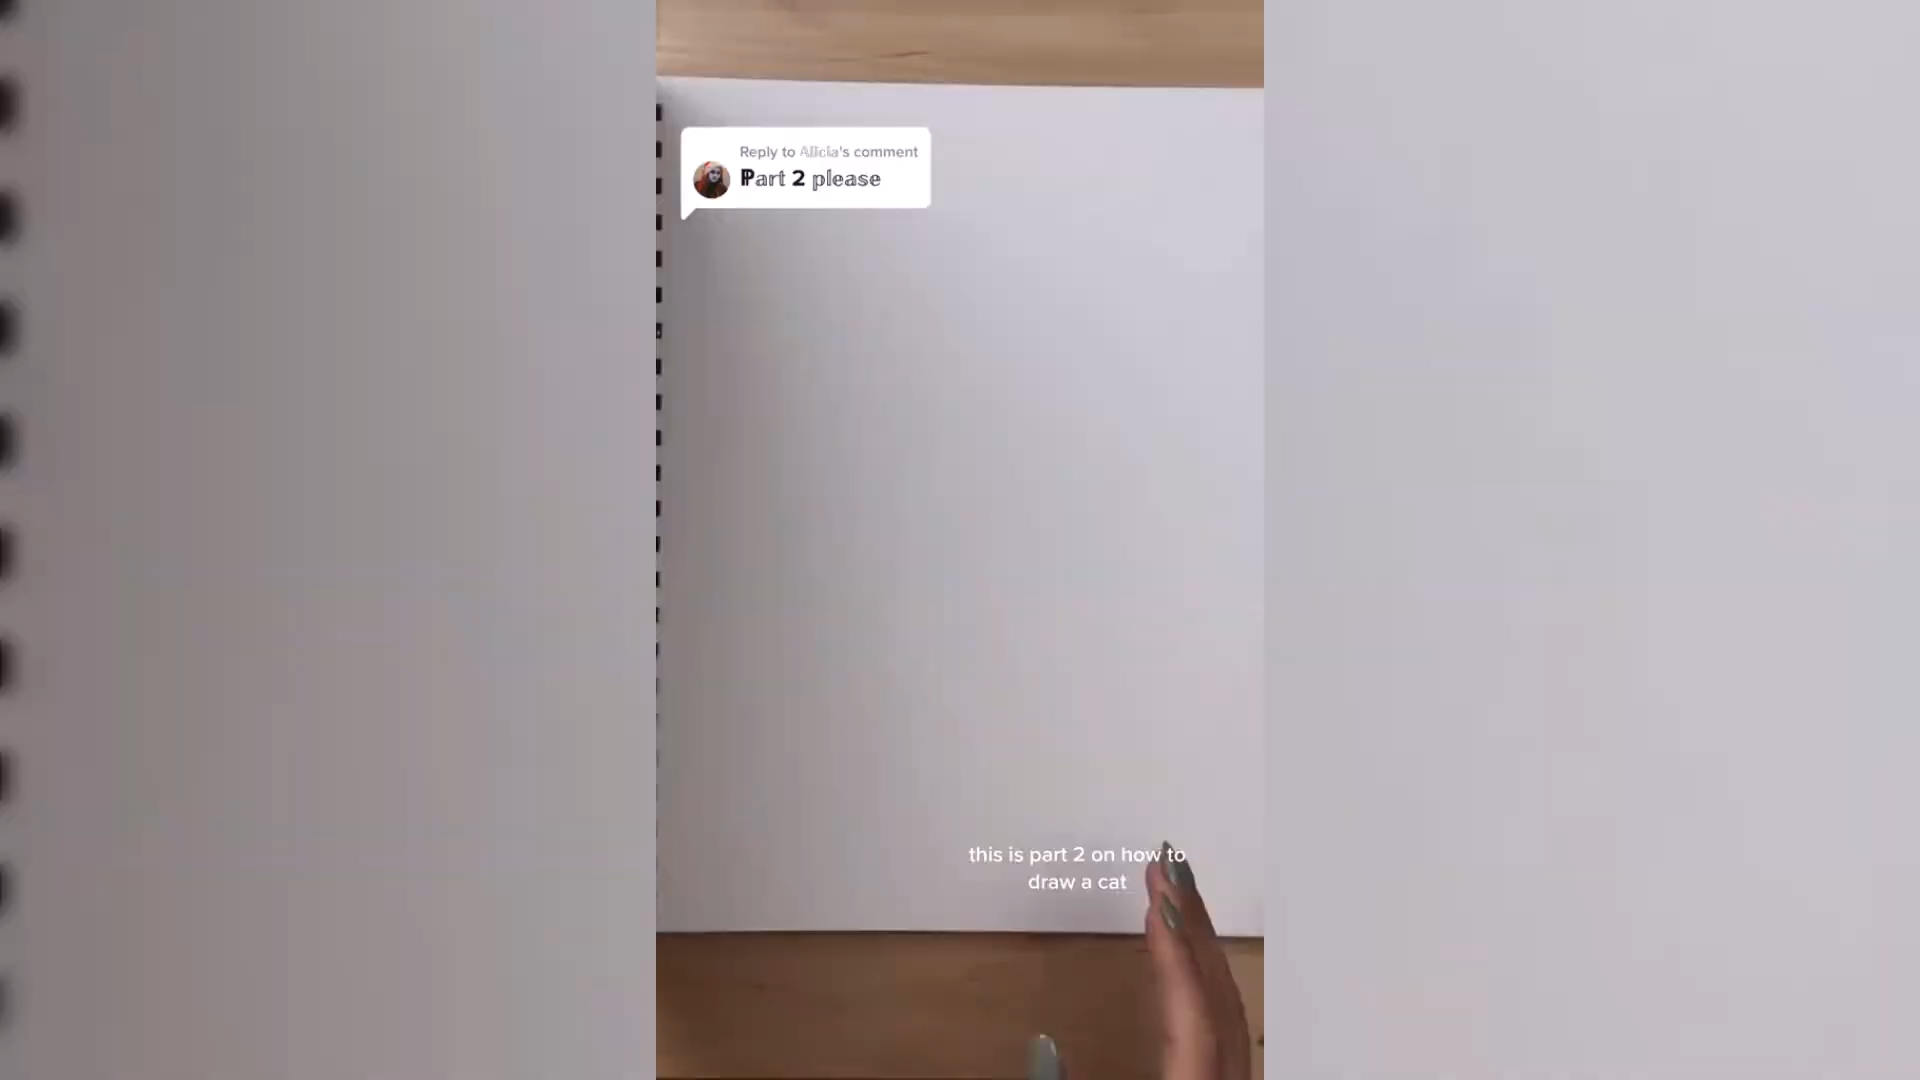 Reply to Alicia's comment
Part 2 please
this is part 2 on how to
draw a cat